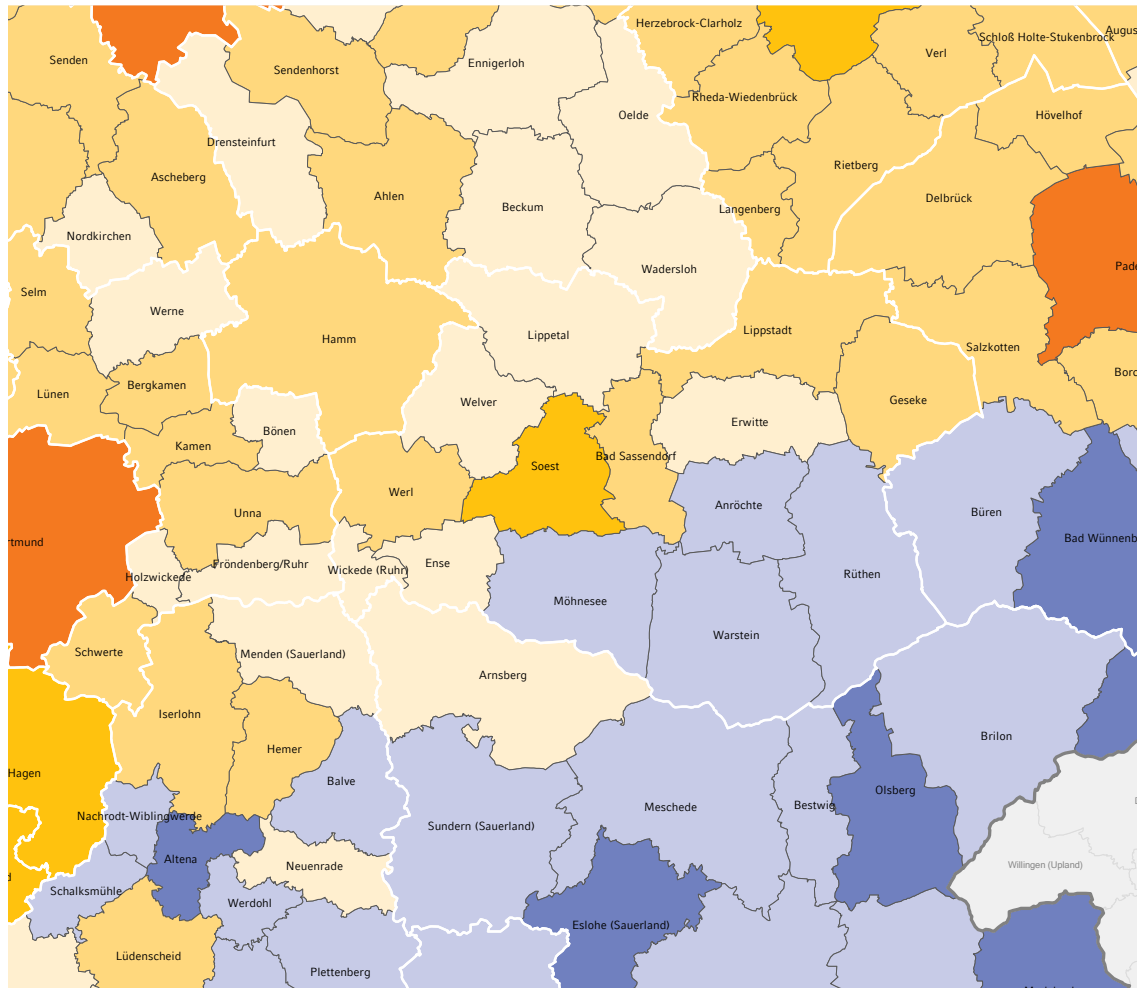 Herzebrock-Clarholz
Schloß Holte-Stukenbrock
Verl
Senden
Sendenhorst
Ennigerloh
Rheda-Wiedenbrück
Oelde
Hövelhof
Drensteinfurt
Rietberg
Ascheberg
Ahlen
Delbrück
Beckum
Langenberg
Nordkirchen
Wadersloh
Selm
Werne
Lippstadt
Lippetal
Hamm
Salzkotten
Bergkamen
Lünen
Geseke
Welver
Erwitte
Bönen
Kamen
Bad Sassendorf
Soest
Werl
Anröchte
Unna
Büren
rtmund
Bad Wünnenb
Fröndenberg/Ruhr
Ense
Wickede (Ruhr)
Holzwickede
Rüthen
Möhnesee
Warstein
Schwerte
Menden (Sauerland)
Arnsberg
Iserlohn
Brilon
Hemer
Hagen
Balve
Olsberg
Meschede
Bestwig
Nachrodt-Wiblingwerde
Sundern (Sauerland)
Altena
Neuenrade
Willingen (Upland)
Schalksmühle
Werdohl
Eslohe (Sauerland)
Lüdenscheid
Plettenberg
Augus
Pade
Borc
d